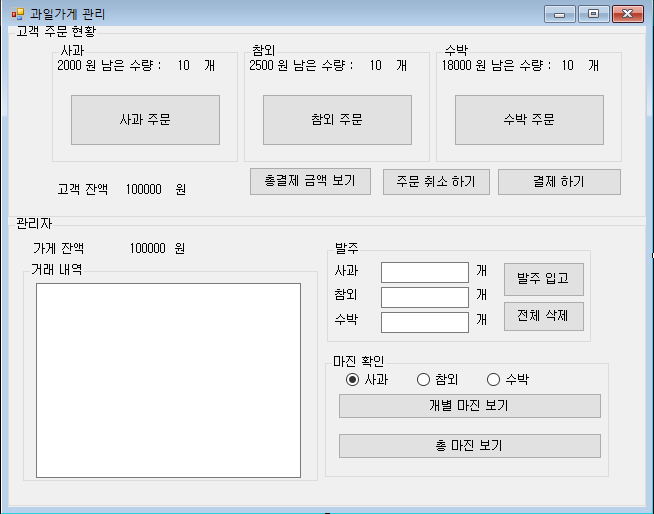 과일가게 관리
고객 주문 현황
사과 참외 수박
2000 원 남은 수량 : 10 개 2500 원 남은 수량 : 10 개 18000 원 남은 수량 : 10 개
사과 주문 참외 주문 수박 주문
고객 잔액 100000 원 총결제 금액 보기 주문 취소 하기 결제 하기
관리자
가게 잔액 100000 원
거래 내역
발주
사과 개
참외 개
수박 개
발주 입고
전체 삭제
마진 확인
사과 참외 수박
개별 마진 보기
총 마진 보기